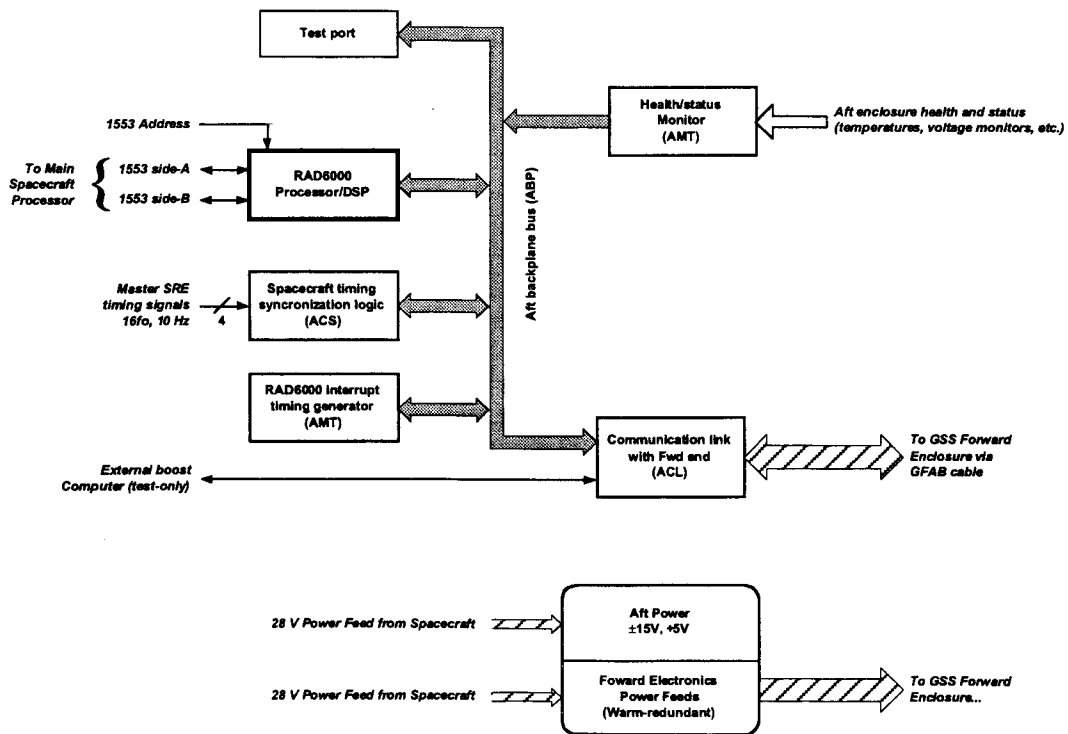 Test port
Health/status
Monitor
(AMT)
Aft enclosure health and status
(temperatures, voltage monitors, etc.)
1553 Address
To Main
Spacecraft
Processor
1553 side-A
1553 side-B
RAD6000
Processor/DSP
Aft backplane bus (ABP)
Master SRE
timing signals
16fo, 10 Hz
4
Spacecraft timing
syncronization logic
(ACS)
RAD6000 Interrupt
timing generator
(AMT)
External boost
Computer (test-only)
Communication link
with Fwd end
(ACL)
To GSS Forward
Enclosure via
GFAB cable
28 V Power Feed from Spacecraft
Aft Power
±15V, +5V
28 V Power Feed from Spacecraft
Foward Electronics
Power Feeds
(Warm-redundant)
To GSS Forward
Enclosure...